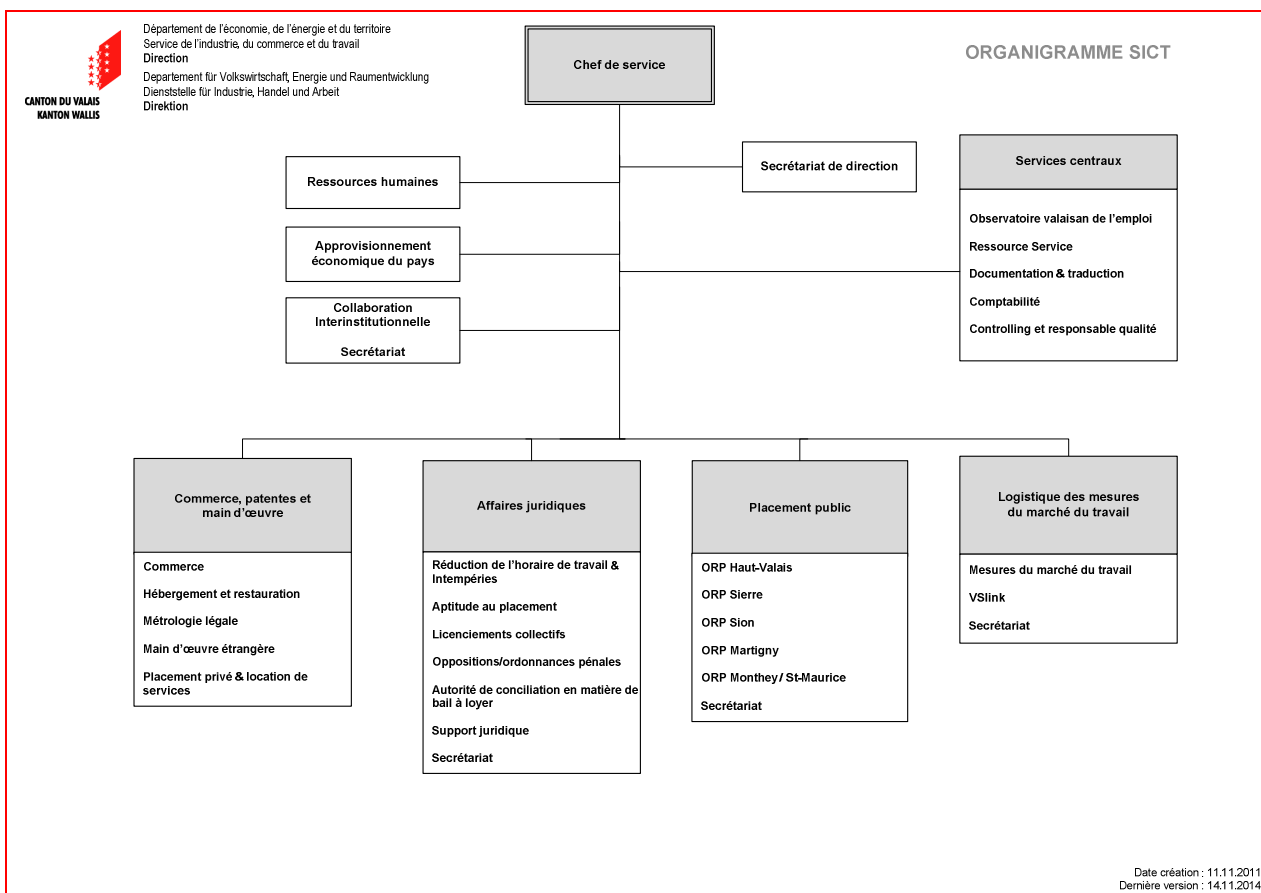 Département de l'économie, de l'énergie et du territoire
Service de l'industrie, du commerce et du travail
Direction
Departement für Volkswirtschaft, Energie und Raumentwicklung
Dienststelle für Industrie, Handel und Arbeit
Direktion
CANTON DU VALAIS
KANTON WALLIS
Chef de service
ORGANIGRAMME SICT
Ressources humaines
Secrétariat de direction
Approvisionnement
économique du pays
Collaboration
Interinstitutionnelle
Secrétariat
Services centraux
Observatoire valaisan de l'emploi
Ressource Service
Documentation & traduction
Comptabilité
Controlling et responsable qualité
Commerce, patentes et
main d'œuvre
Commerce
Hébergement et restauration
Métrologie légale
Main d'œuvre étrangère
Placement privé & location de
services
Affaires juridiques
Réduction de l'horaire de travail &
Intempéries
Aptitude au placement
Licenciements collectifs
Oppositions/ordonnances pénales
Autorité de conciliation en matière de
bail à loyer
Support juridique
Secrétariat
Placement public
ORP Haut-Valais
ORP Sierre
ORP Sion
ORP Martigny
ORP Monthey / St-Maurice
Secrétariat
Logistique des mesures
du marché du travail
Mesures du marché du travail
VSlink
Secrétariat
Date création : 11.11.2011
Dernière version : 14.11.2014